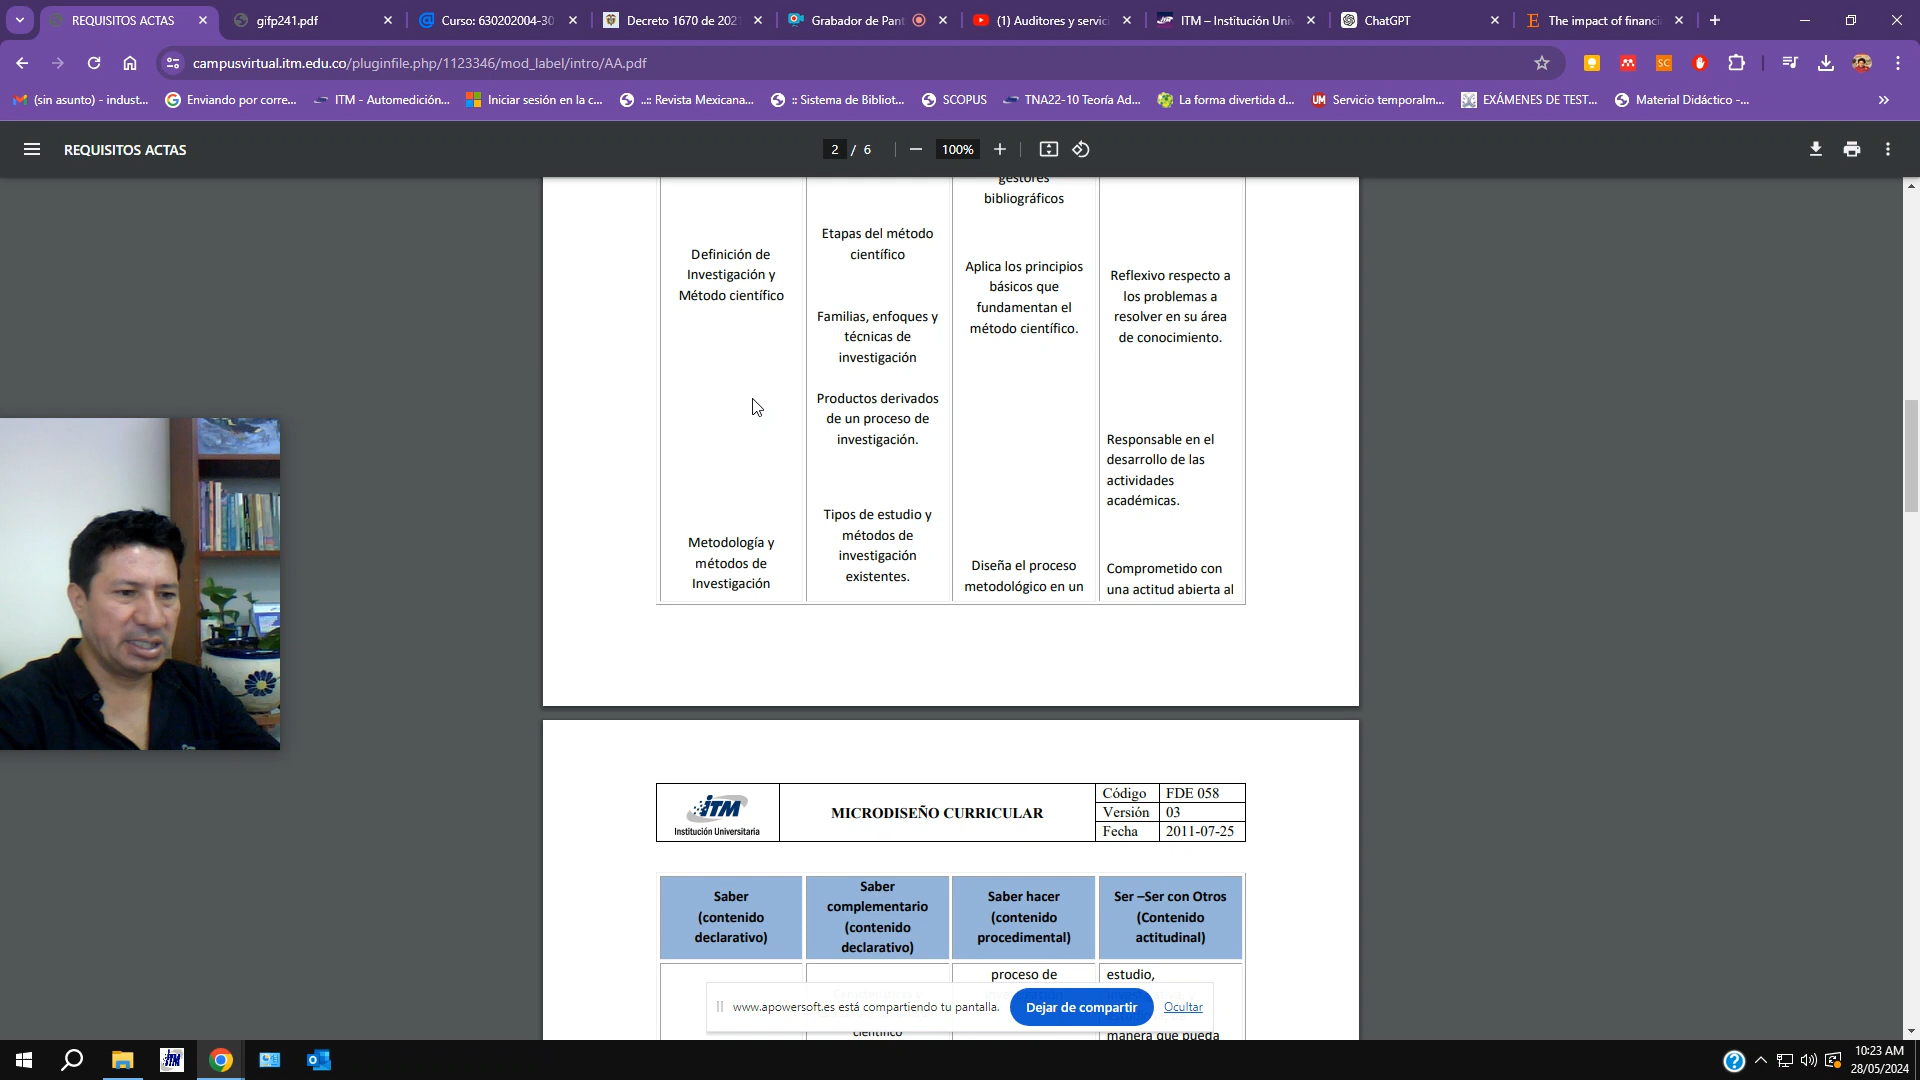 REQUISITOS ACTAS
gifp241.pdf
Curso: 630202004-30
Decreto 1670 de 2021
Grabador de Pant
(1) Auditores y servici
ITM – Institución Univ
ChatGPT
The impact of financi
campusvirtual.itm.edu.co/pluginfile.php/1123346/mod_label/intro/AA.pdf
SC
(sin asunto) - indust...
Enviando por corre...
ITM - Automedición...
Iniciar sesión en la c...
..:: Revista Mexicana...
:: Sistema de Bibliot...
SCOPUS
TNA22-10 Teoría Ad...
La forma divertida d...
UM
Servicio temporalm...
EXÁMENES DE TEST...
Material Didáctico -...
REQUISITOS ACTAS
2 / 6
100%
gestores
bibliográficos
Definición de
Investigación y
Método científico
Etapas del método
científico
Familias, enfoques y
técnicas de
investigación
Productos derivados
de un proceso de
investigación.
Aplica los principios
básicos que
fundamentan el
método científico.
Reflexivo respecto a
los problemas a
resolver en su área
de conocimiento.
Responsable en el
desarrollo de las
actividades
académicas.
Metodología y
métodos de
Investigación
Tipos de estudio y
métodos de
investigación
existentes.
Diseña el proceso
metodológico en un
Comprometido con
una actitud abierta al
iTM
Institución Universitaria
MICRODISEÑO CURRICULAR
Código FDE 058
Versión 03
Fecha 2011-07-25
Saber
(contenido
declarativo)
Saber
complementario
(contenido
declarativo)
Saber hacer
(contenido
procedimental)
Ser –Ser con Otros
(Contenido
actitudinal)
científico
proceso de
estudio,
manera que pueda
www.apowersoft.es está compartiendo tu pantalla.
Dejar de compartir
Ocultar
iTM
10:23 AM
28/05/2024